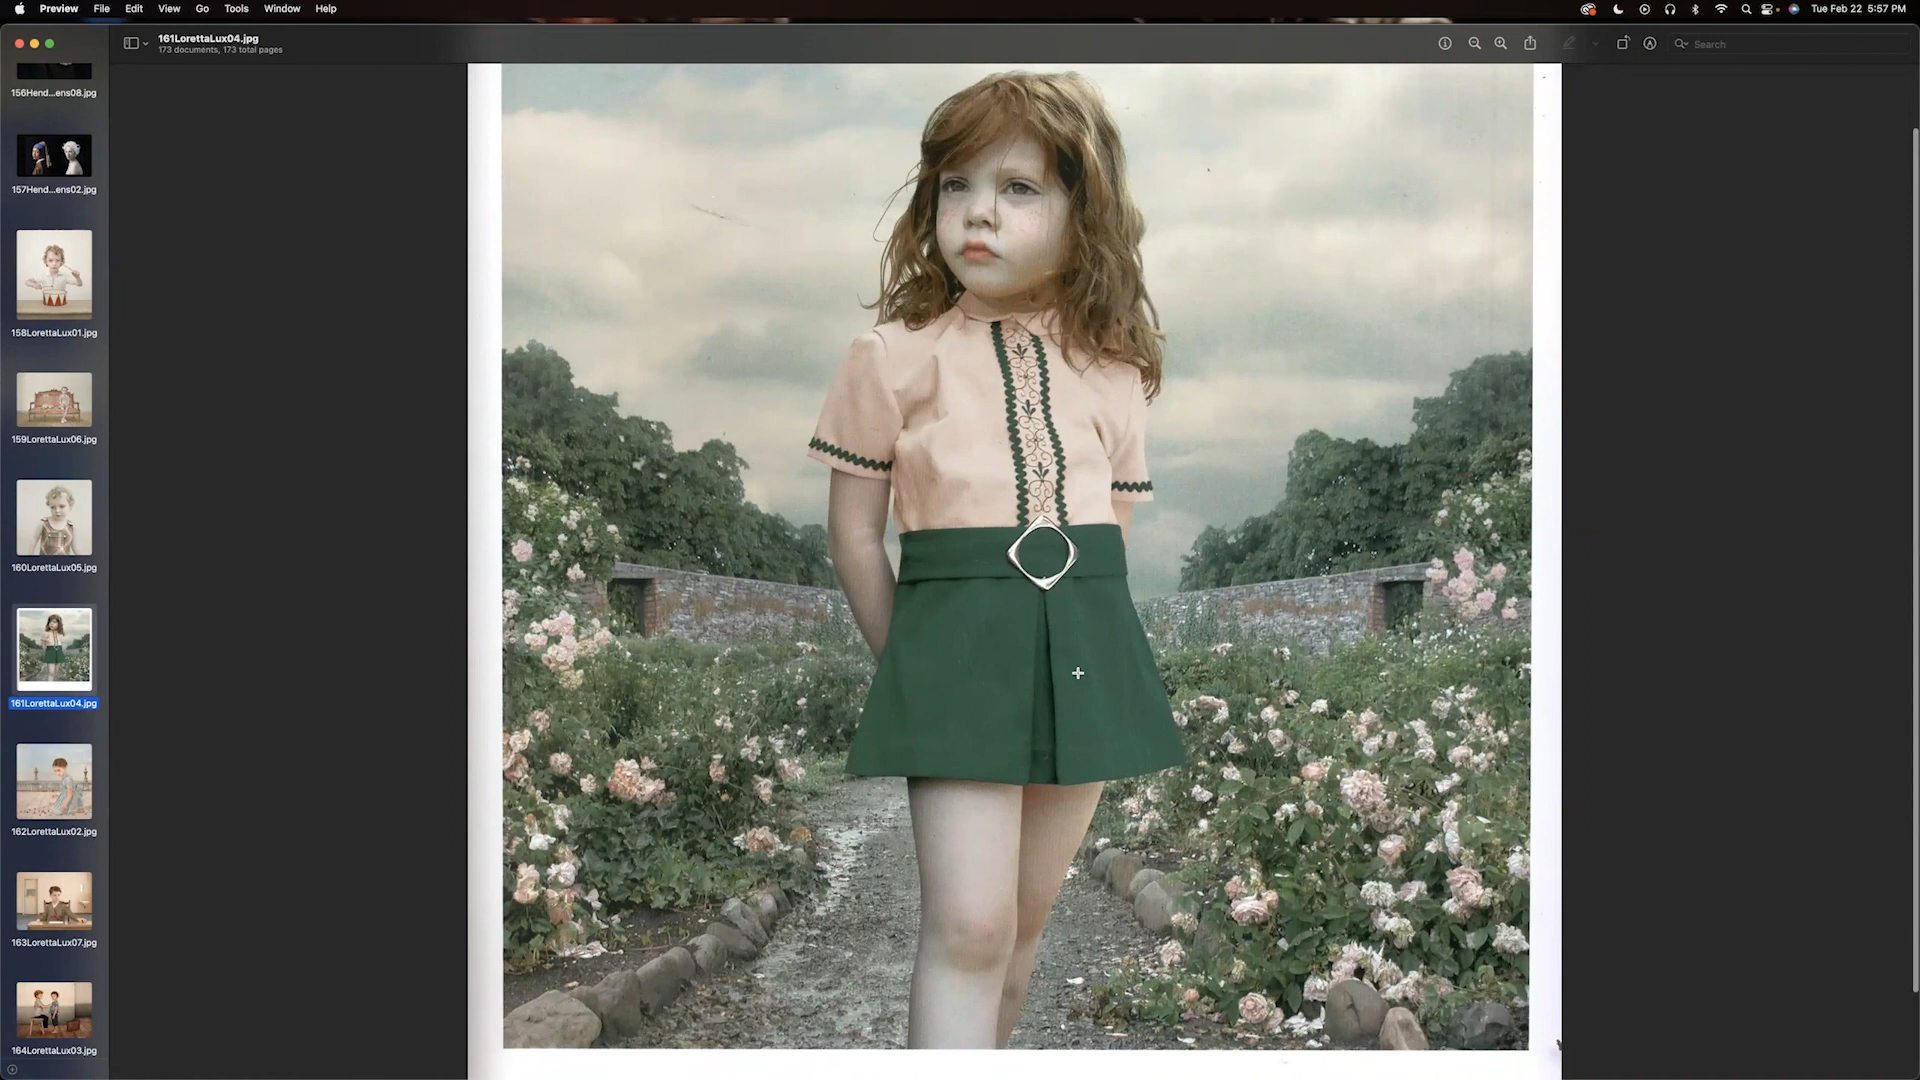 Preview File Edit View Go Tools Window Help
Tue Feb 22 5:57 PM
161LorettaLux04.jpg
173 documents, 173 total pages
Search
156Hend...ens08.jpg
157Hend...ens02.jpg
158LorettaLux01.jpg
159LorettaLux06.jpg
160LorettaLux05.jpg
161LorettaLux04.jpg
162LorettaLux02.jpg
163LorettaLux07.jpg
164LorettaLux03.jpg